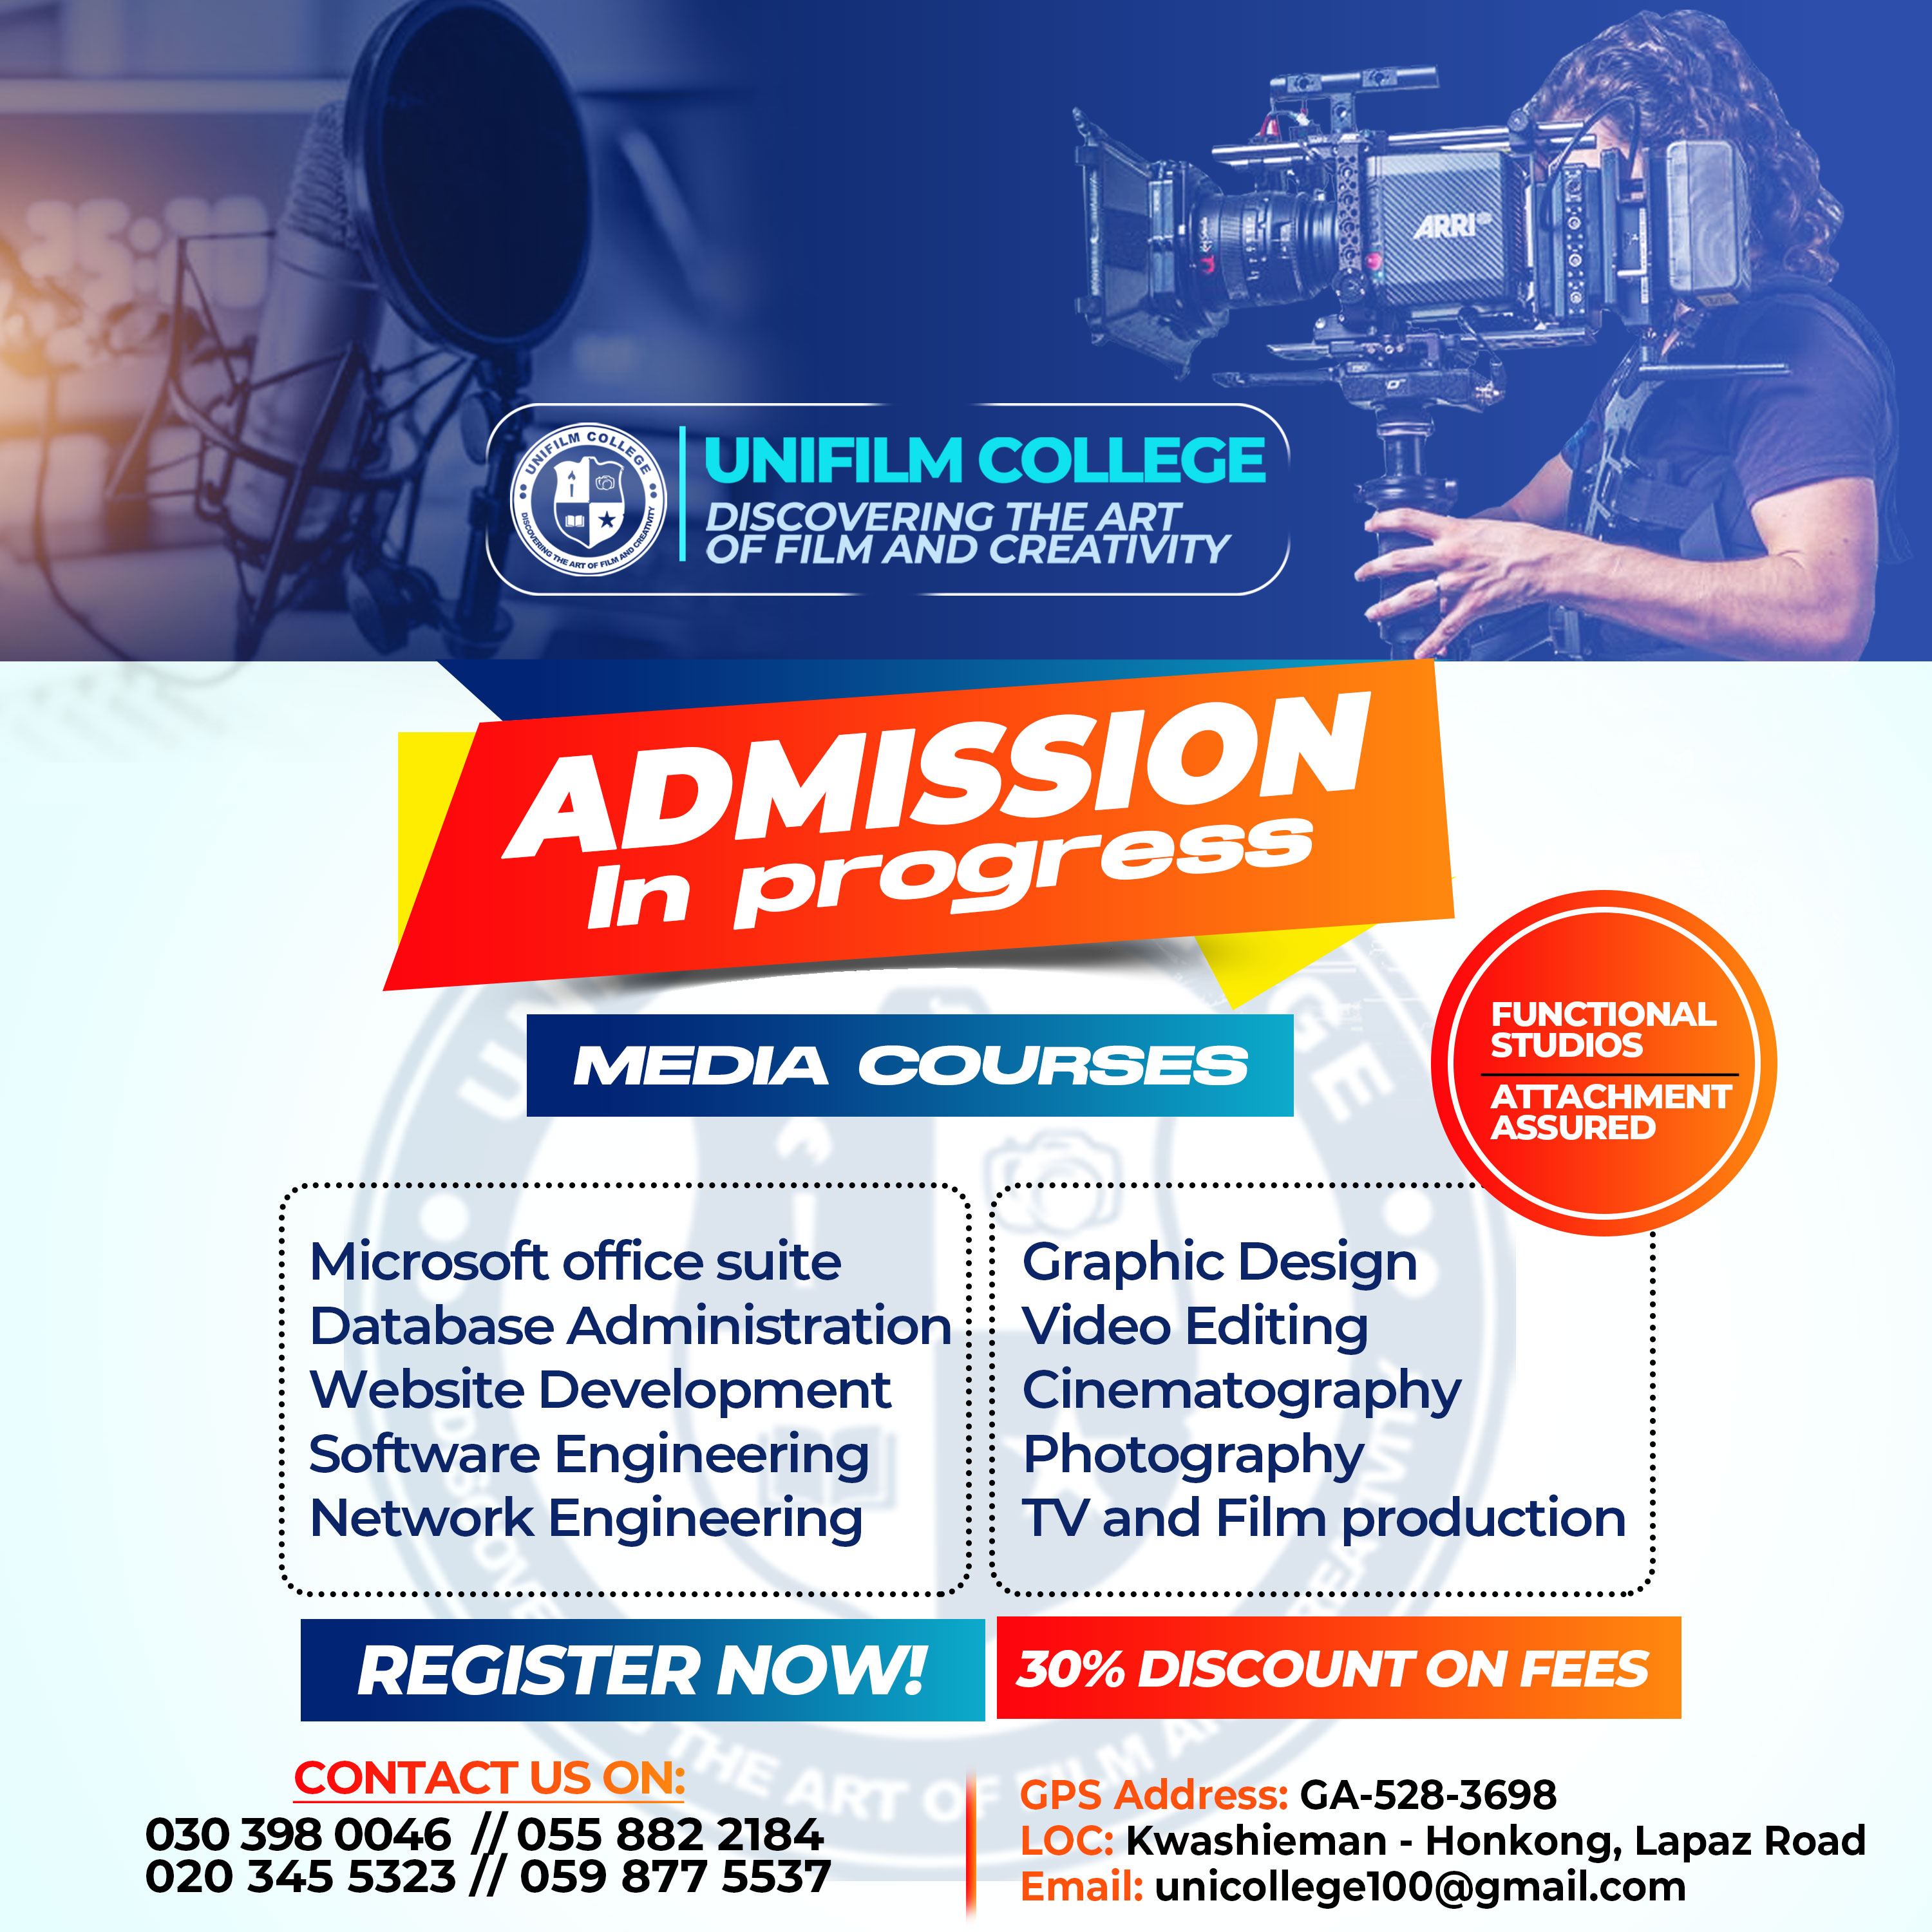 ARRI
UNIFILM COLLEGE
DISCOVERING THE ART OF FILM AND CREATIVITY
UNIFILM COLLEGE
DISCOVERING THE ART
OF FILM AND CREATIVITY
ADMISSION
In progress
MEDIA COURSES
FUNCTIONAL
STUDIOS
ATTACHMENT
ASSURED
Microsoft office suite
Database Administration
Website Development
Software Engineering
Network Engineering
Graphic Design
Video Editing
Cinematography
Photography
TV and Film production
REGISTER NOW!
30% DISCOUNT ON FEES
CONTACT US ON:
030 398 0046 // 055 882 2184
020 345 5323 // 059 877 5537
GPS Address: GA-528-3698
LOC: Kwashieman - Honkong, Lapaz Road
Email: unicollege100@gmail.com